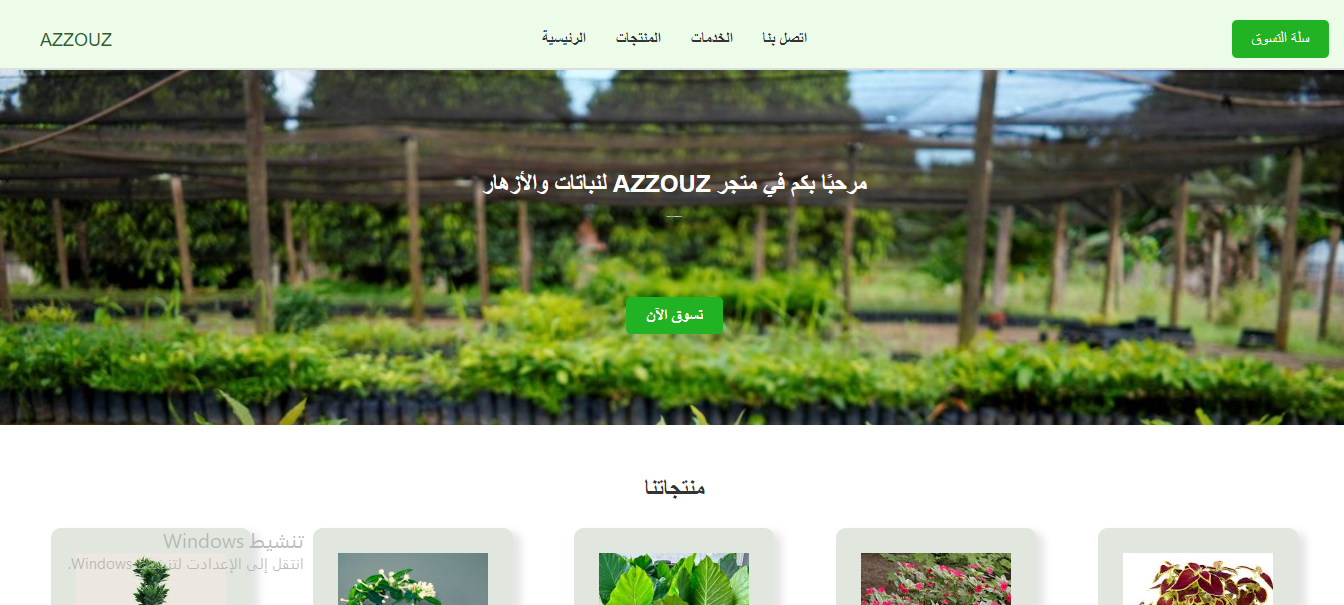 AZZOUZ
الرئيسية
المنتجات
الخدمات
اتصل بنا
سلة التسوق
مرحبًا بكم في متجر AZZOUZ لنباتات والأزهار
تسوق الآن
منتجاتنا
تنشيط Windows
انتقل إلى الإعدادت لتنشيط Windows.